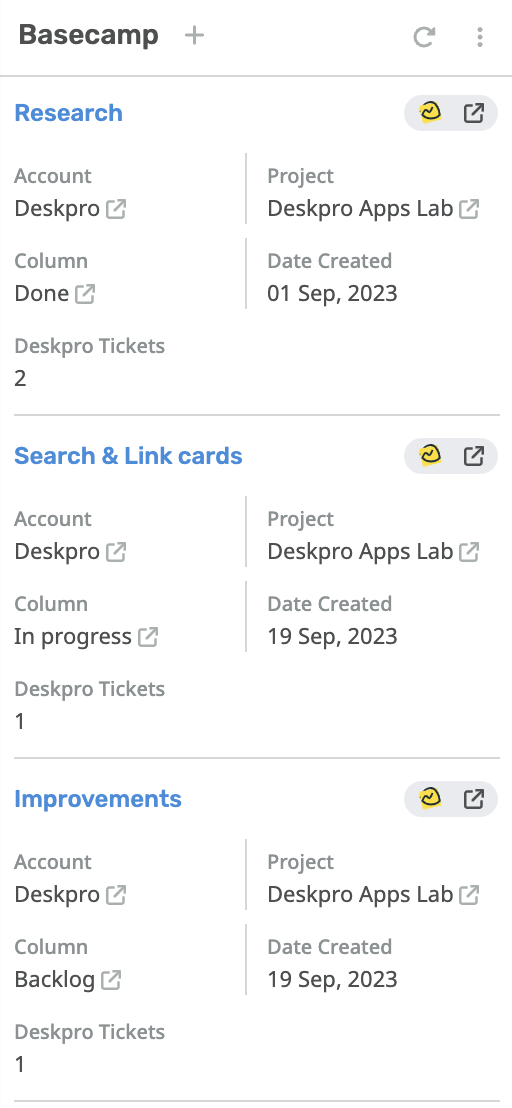 Basecamp
Research
Account
Project
Deskpro
Deskpro Apps Lab
Column
Date Created
Done
01 Sep, 2023
Deskpro Tickets
2
Search & Link cards
Account
Project
Deskpro
Deskpro Apps Lab
Column
Date Created
In progress
19 Sep, 2023
Deskpro Tickets
1
Improvements
Account
Project
Deskpro
Deskpro Apps Lab
Column
Date Created
Backlog
19 Sep, 2023
Deskpro Tickets
1